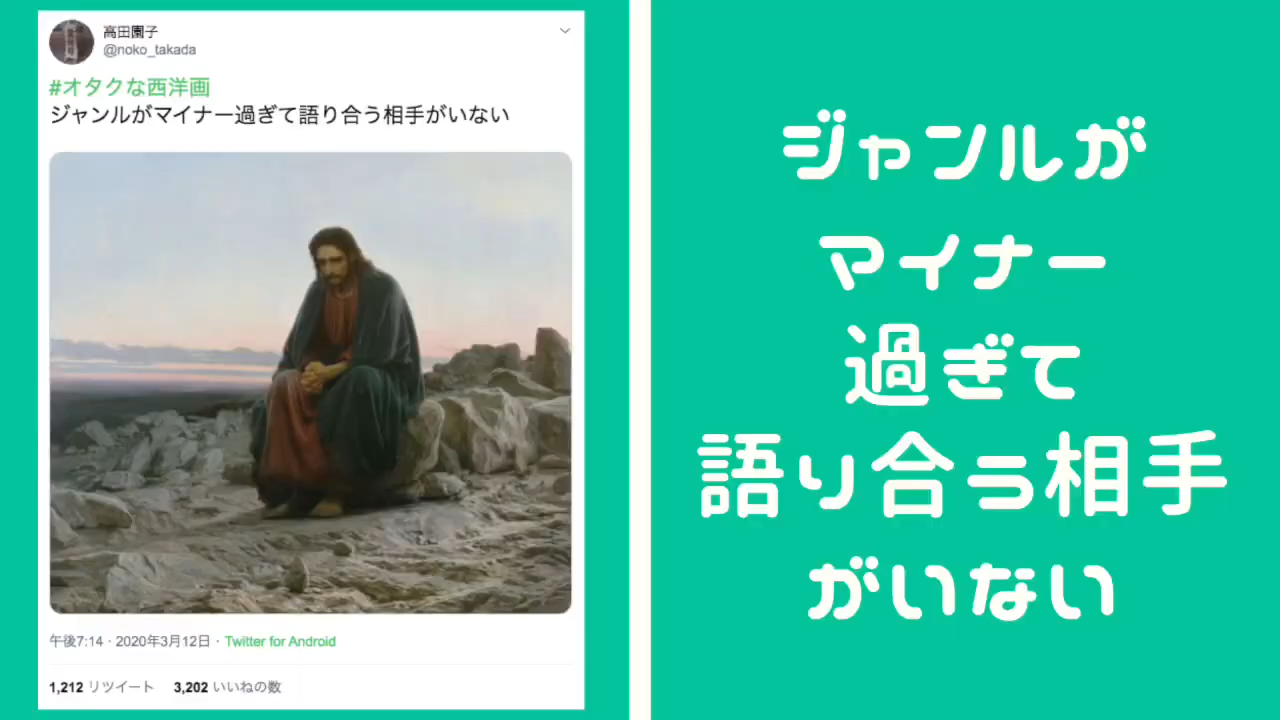 高田園子
@noko_takada
#オタクな西洋画
ジャンルがマイナー過ぎて語り合う相手がいない
午後7:14 · 2020年3月12日 · Twitter for Android
1,212 リツイート 3,202 いいねの数
ジャンルが
マイナー
過ぎて
語り合う相手
がいない